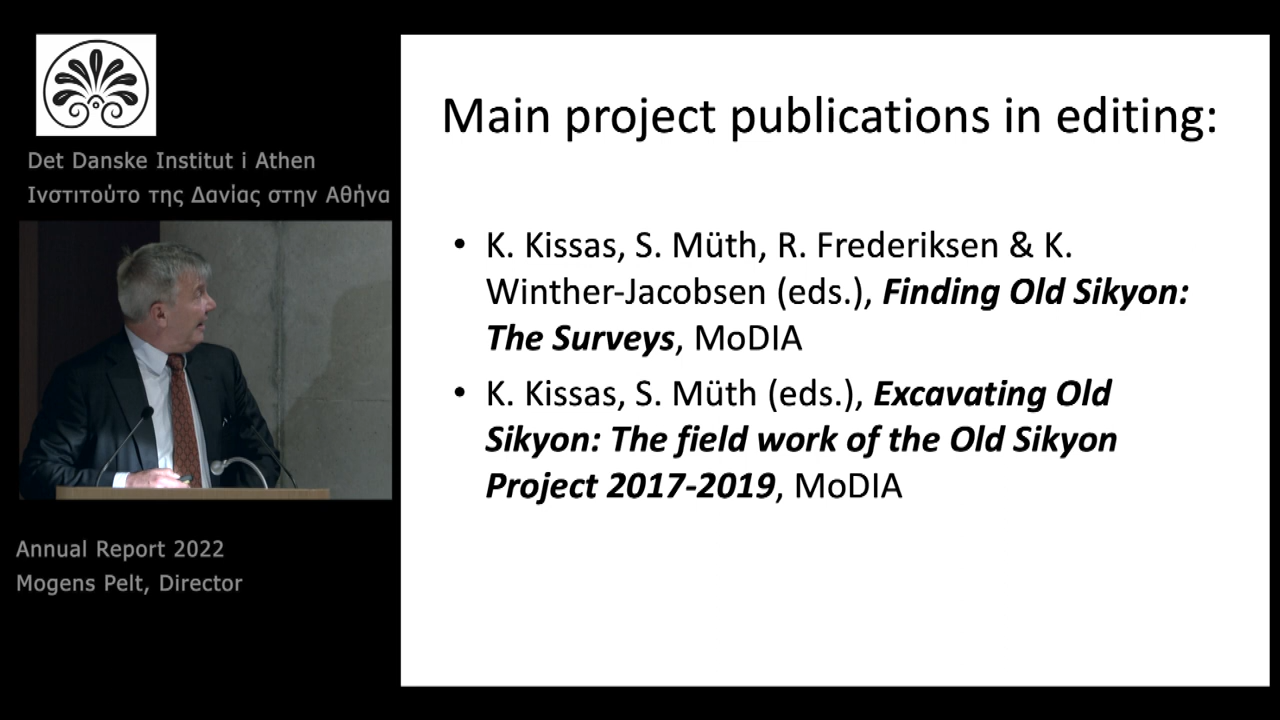 Det Danske Institut i Athen
Ινστιτούτο της Δανίας στην Αθήνα
Annual Report 2022
Mogens Pelt, Director
Main project publications in editing:
• K. Kissas, S. Müth, R. Frederiksen & K.
Winther-Jacobsen (eds.), Finding Old Sikyon:
The Surveys, MoDIA
• K. Kissas, S. Müth (eds.), Excavating Old
Sikyon: The field work of the Old Sikyon
Project 2017-2019, MoDIA